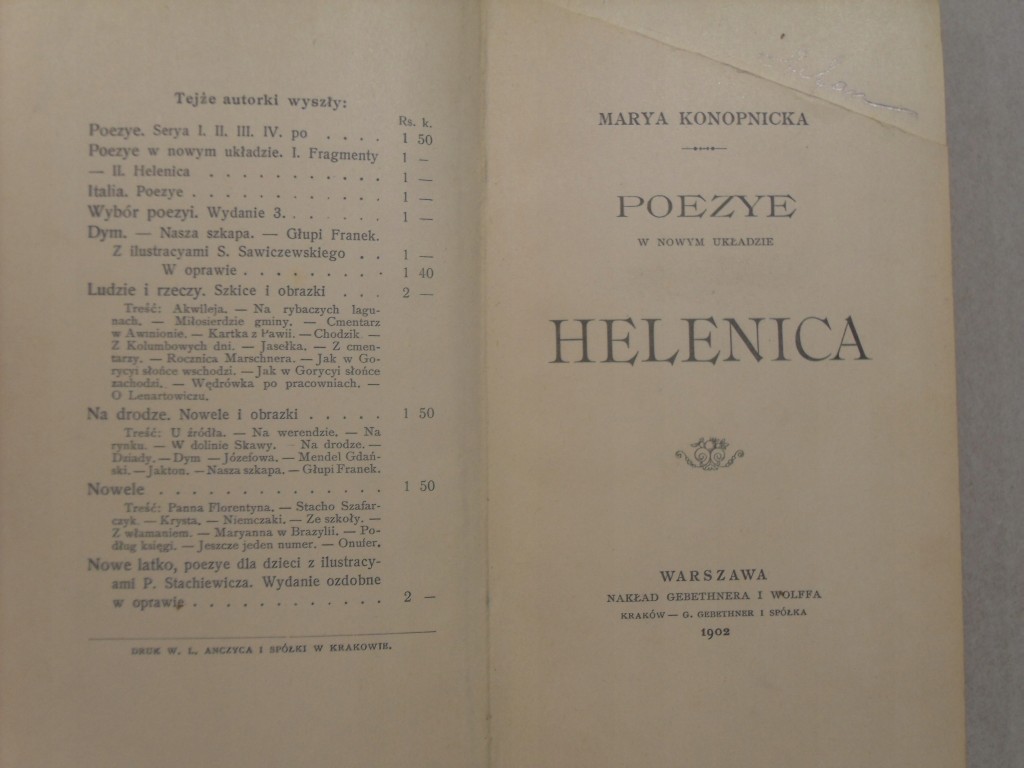 Tejże autorki wyszły:
Rs. k.
Poezye. Serya I. II. III. IV. po . . . . 1 50
Poezye w nowym układzie. I. Fragmenty 1 —
— II. Helenica . . . . . . . . . . . 1 —
Italia. Poezye . . . . . . . . . . . . 1 —
Wybór poezyi. Wydanie 3. . . . . . . 1 —
Dym. — Nasza szkapa. — Głupi Franek.
Z ilustracyami S. Sawiczewskiego . . 1 —
W oprawie . . . . . . . . . 1 40
Ludzie i rzeczy. Szkice i obrazki . . . 2 —
Treść: Akwileja. — Na rybaczych lagu-
nach. — Miłosierdzie gminy. — Cmentarz
w Awinionie. — Kartka z Pawii. — Chodzik
Z Kolumbowych dni. — Jasełka. — Z cmen-
tarzy. — Rocznica Marschnera. — Jak w Go-
rycyi słońce wschodzi. — Jak w Gorycyi słońce
zachodzi. — Wędrówka po pracowniach. —
O Lenartowiczu.
Na drodze. Nowele i obrazki . . . . . 1 50
Treść: U źródła. — Na werendzie. — Na
rynku. — W dolinie Skawy. - Na drodze. —
Dziady. — Dym — Józefowa. — Mendel Gdań-
ski. — Jakton. — Nasza szkapa. — Głupi Franek.
Nowele . . . . . . . . . . . . . . . 1 50
Treść: Panna Florentyna. — Stacho Szafar-
czyk. — Krysta. — Niemczaki. — Ze szkoły. —
Z włamaniem. — Maryanna w Brazylii. — Po-
dług księgi. — Jeszcze jeden numer. — Onufer.
Nowe latko, poezye dla dzieci z ilustracy-
ami P. Stachiewicza. Wydanie ozdobne
w oprawie . . . . . . . . . . . . . 2 —
DRUK W. L. ANCZYCA I SPÓŁKI W KRAKOWIE.
MARYA KONOPNICKA
POEZYE
W NOWYM UKŁADZIE
HELENICA
WARSZAWA
NAKŁAD GEBETHNERA I WOLFFA
KRAKÓW — G. GEBETHNER I SPÓŁKA
1902